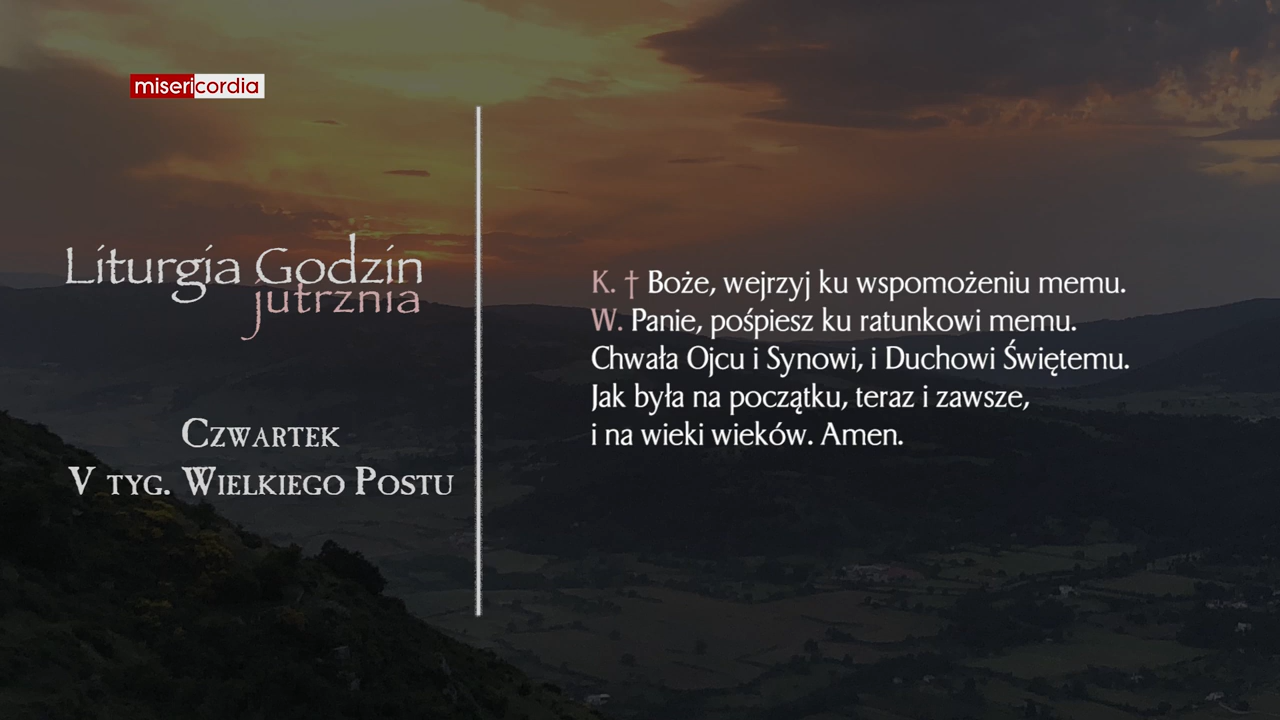 misericordia
Liturgia Godzin
jutrznia
Czwartek
V tyg. Wielkiego Postu
K. † Boże, wejrzyj ku wspomożeniu memu.
W. Panie, pośpiesz ku ratunkowi memu.
Chwała Ojcu i Synowi, i Duchowi Świętemu.
Jak była na początku, teraz i zawsze,
i na wieki wieków. Amen.